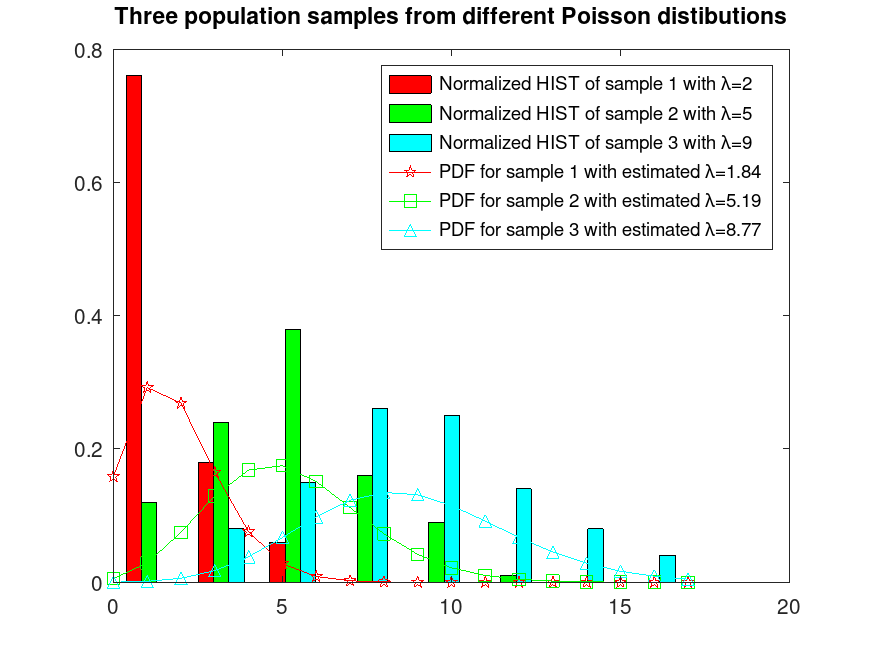 Three population samples from different Poisson distibutions
0.8
0.6
0.4
0.2
0
Normalized HIST of sample 1 with λ=2
Normalized HIST of sample 2 with λ=5
Normalized HIST of sample 3 with λ=9
PDF for sample 1 with estimated λ=1.84
PDF for sample 2 with estimated λ=5.19
PDF for sample 3 with estimated λ=8.77
0 5 10 15 20